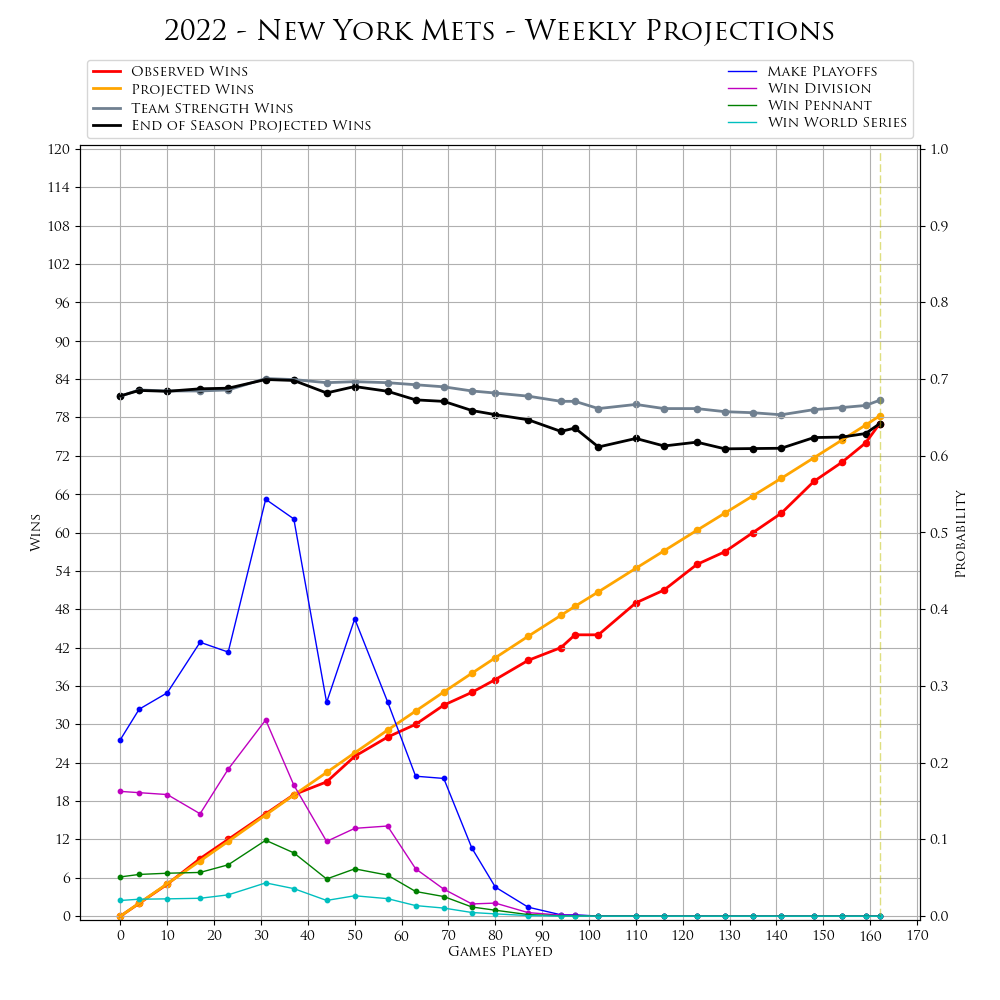 2022 - New York Mets - Weekly Projections
Observed Wins
Projected Wins
Team Strength Wins
End of Season Projected Wins
Make Playoffs
Win Division
Win Pennant
Win World Series
120
114
108
102
96
90
84
78
72
66
60
54
48
42
36
30
24
18
12
6
0
Wins
1.0
0.9
0.8
0.7
0.6
0.5
0.4
0.3
0.2
0.1
0.0
Probability
0 10 20 30 40 50 60 70 80 90 100 110 120 130 140 150 160 170
Games Played